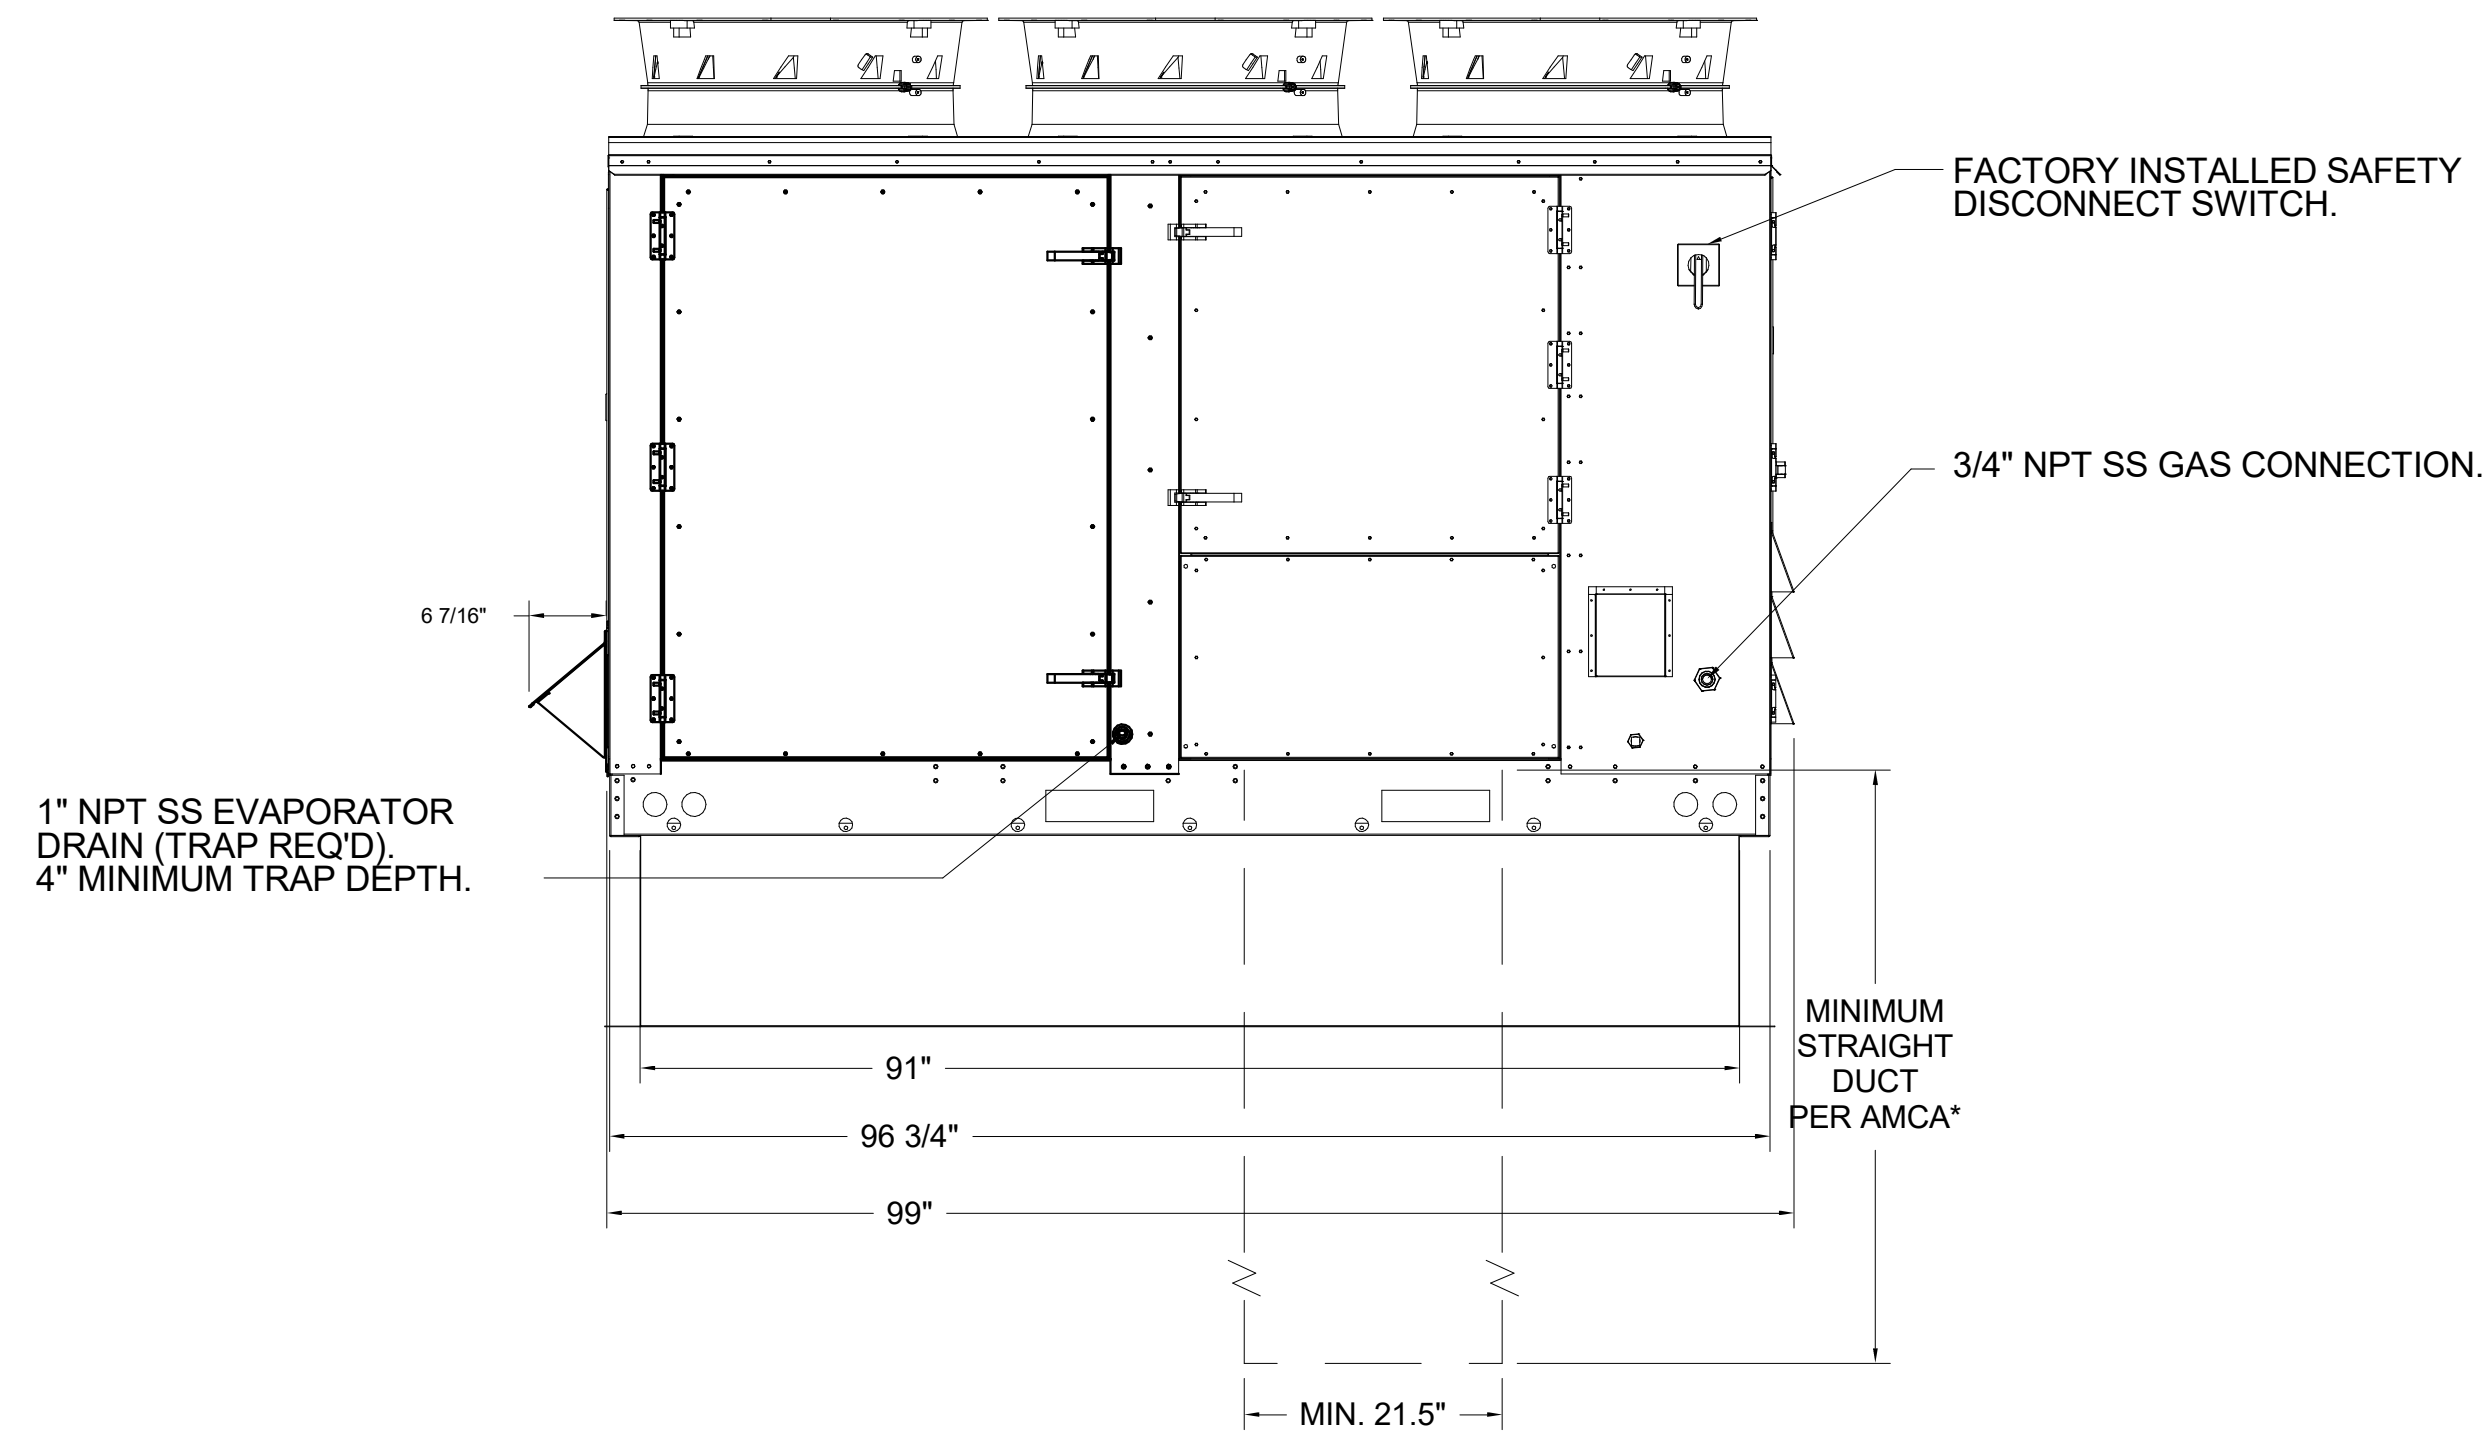 FACTORY INSTALLED SAFETY
DISCONNECT SWITCH.
3/4" NPT SS GAS CONNECTION.
6 7/16"
1" NPT SS EVAPORATOR
DRAIN (TRAP REQ'D).
4" MINIMUM TRAP DEPTH.
MINIMUM
STRAIGHT
DUCT
PER AMCA*
91"
96 3/4"
99"
MIN. 21.5"